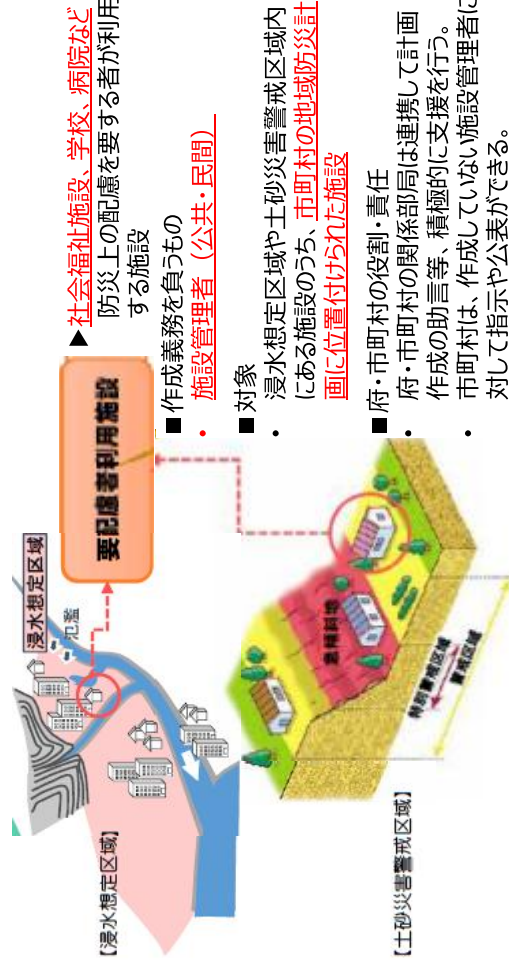 ▶社会福祉施設、学校、病院など
防災上の配慮を要する者が利用
する施設
■作成義務を負うもの
・施設管理者（公共・民間）
■対象
・浸水想定区域や土砂災害警戒区域内
にある施設のうち、市町村の地域防災計
画に位置付けられた施設
■府・市町村の役割・責任
・府・市町村の関係部局は連携して計画
作成の助言等、積極的に支援を行う。
・市町村は、作成していない施設管理者に
対して指示や公表ができる。
要配慮者利用施設
浸水想定区域
氾濫
【浸水想定区域】
急傾斜地
特別警戒区域
警戒区域
【土砂災害警戒区域】